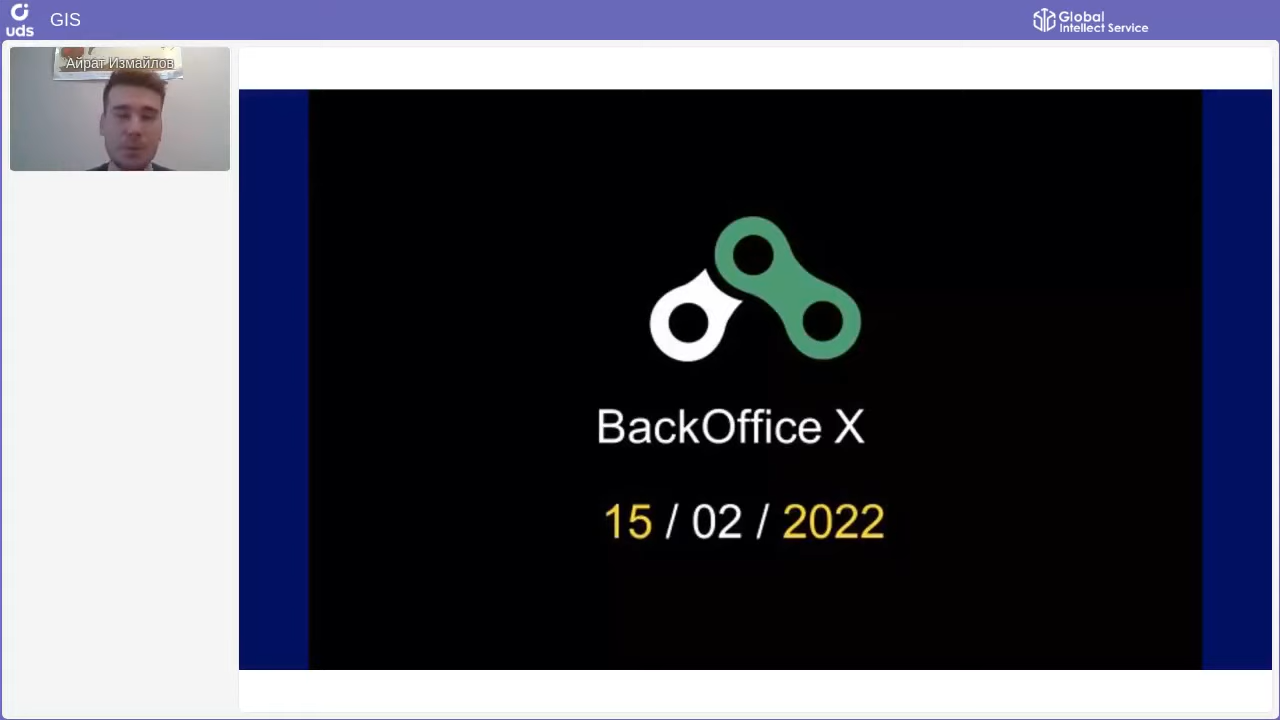 uds
GIS
Global
Intellect Service
Айрат Измайлов
BackOffice X
15 / 02 / 2022